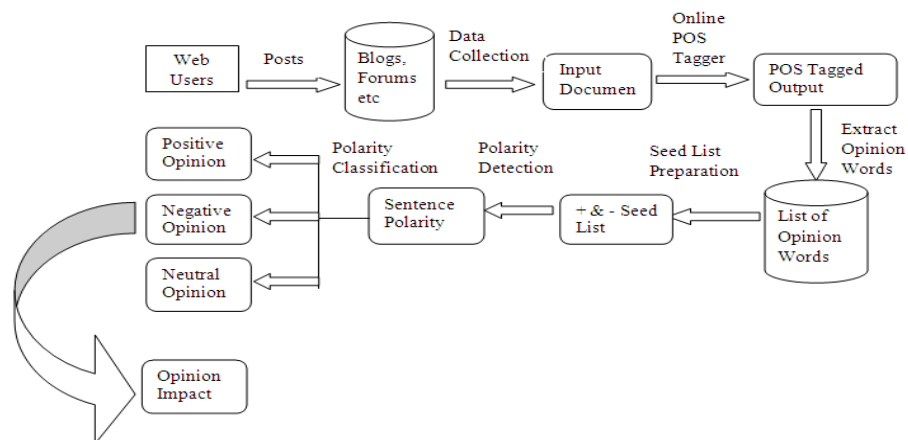 Web
Users
Posts
Blogs,
Forums
etc
Data
Collection
Input
Documen
Online
POS
Tagger
POS Tagged
Output
Extract
Opinion
Words
List of
Opinion
Words
Seed List
Preparation
+ & - Seed
List
Polarity
Detection
Sentence
Polarity
Polarity
Classification
Positive
Opinion
Negative
Opinion
Neutral
Opinion
Opinion
Impact